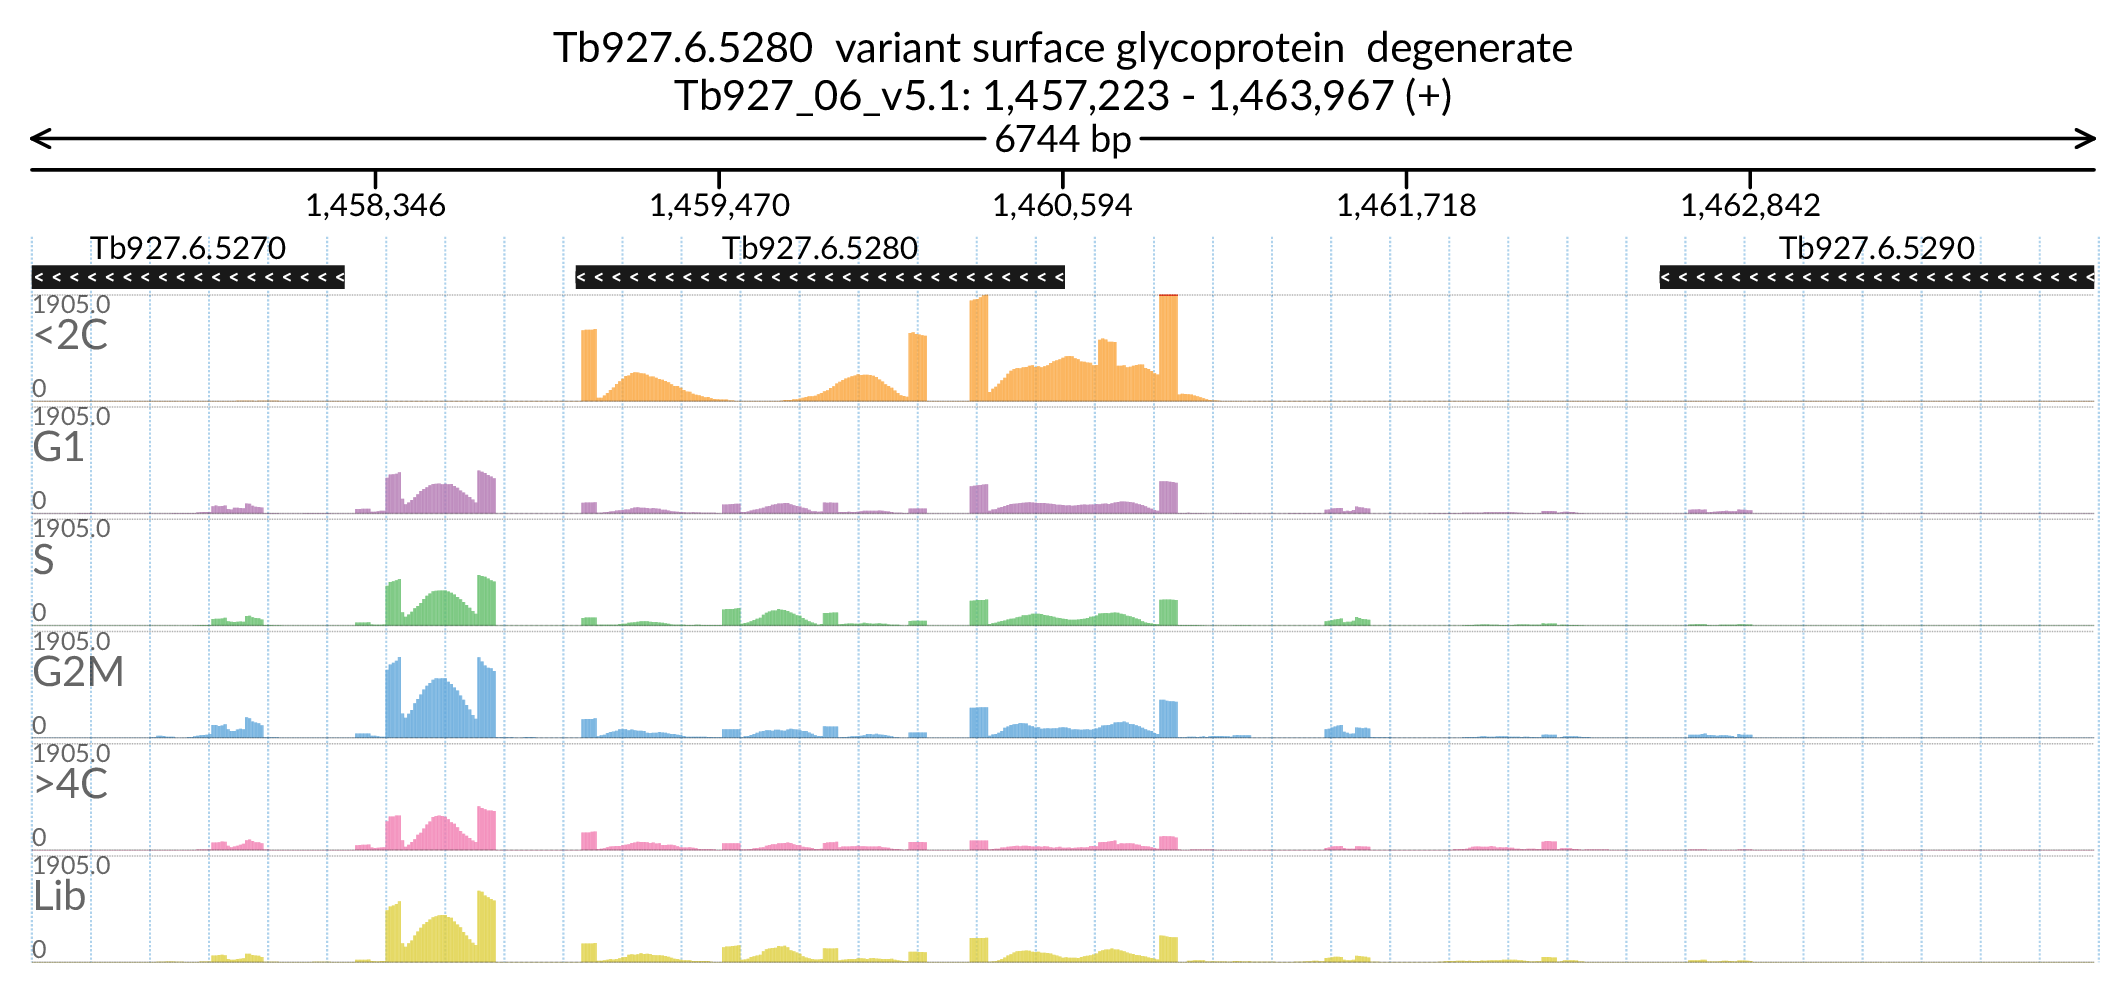 Tb927.6.5280  variant surface glycoprotein  degenerate
Tb927_06_v5.1: 1,457,223 - 1,463,967 (+)
6744 bp
1,458,346 1,459,470 1,460,594 1,461,718 1,462,842
Tb927.6.5270 Tb927.6.5280 Tb927.6.5290
1905.0
<2C
0
1905.0
G1
0
1905.0
S
0
1905.0
G2M
0
1905.0
>4C
0
1905.0
Lib
0